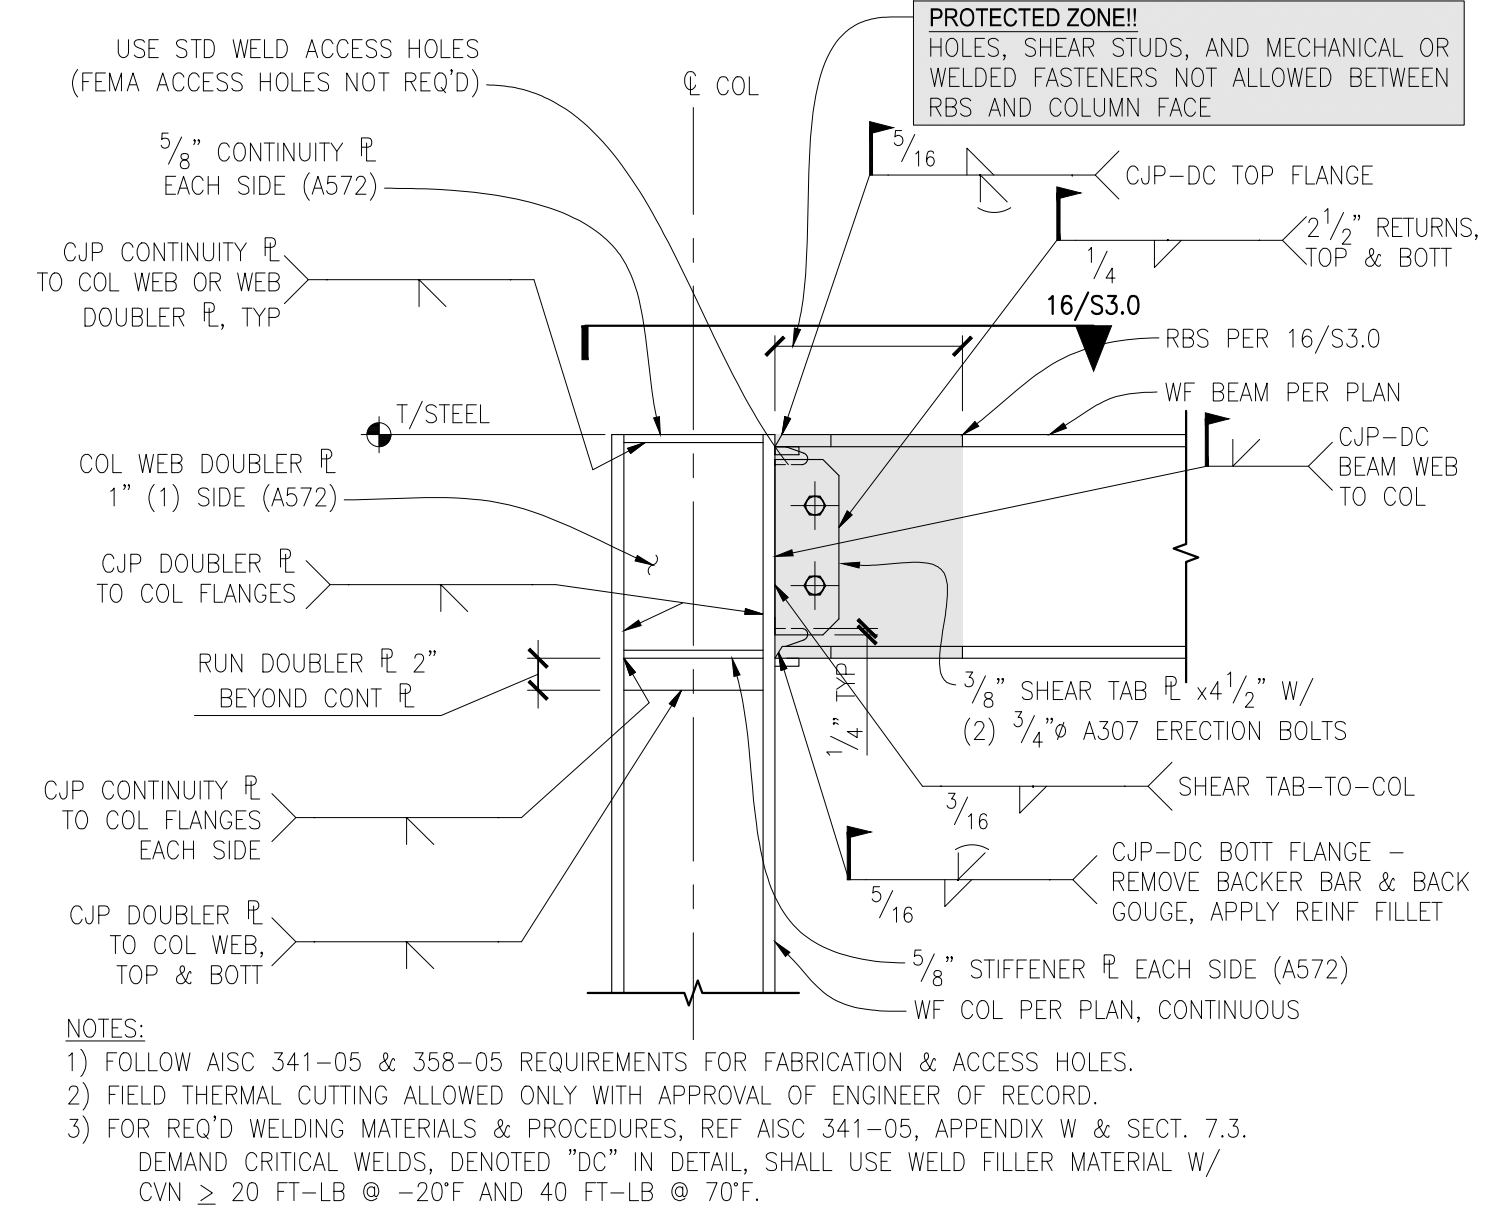 PROTECTED ZONE!!
HOLES, SHEAR STUDS, AND MECHANICAL OR
WELDED FASTENERS NOT ALLOWED BETWEEN
RBS AND COLUMN FACE
USE STD WELD ACCESS HOLES
(FEMA ACCESS HOLES NOT REQ'D)
℄ COL
5/8" CONTINUITY ⅊
EACH SIDE (A572)
5/16
CJP-DC TOP FLANGE
CJP CONTINUITY ⅊
TO COL WEB OR WEB
DOUBLER ⅊, TYP
1/4
2 1/2" RETURNS,
TOP & BOTT
16/S3.0
RBS PER 16/S3.0
WF BEAM PER PLAN
T/STEEL
CJP-DC
BEAM WEB
TO COL
COL WEB DOUBLER ⅊
1" (1) SIDE (A572)
CJP DOUBLER ⅊
TO COL FLANGES
RUN DOUBLER ⅊ 2"
BEYOND CONT ⅊
1/4" TYP
3/8" SHEAR TAB ⅊ x4 1/2" W/
(2) 3/4"ø A307 ERECTION BOLTS
CJP CONTINUITY ⅊
TO COL FLANGES
EACH SIDE
3/16
SHEAR TAB-TO-COL
5/16
CJP-DC BOTT FLANGE -
REMOVE BACKER BAR & BACK
GOUGE, APPLY REINF FILLET
CJP DOUBLER ⅊
TO COL WEB,
TOP & BOTT
5/8" STIFFENER ⅊ EACH SIDE (A572)
WF COL PER PLAN, CONTINUOUS
NOTES:
1) FOLLOW AISC 341-05 & 358-05 REQUIREMENTS FOR FABRICATION & ACCESS HOLES.
2) FIELD THERMAL CUTTING ALLOWED ONLY WITH APPROVAL OF ENGINEER OF RECORD.
3) FOR REQ'D WELDING MATERIALS & PROCEDURES, REF AISC 341-05, APPENDIX W & SECT. 7.3.
DEMAND CRITICAL WELDS, DENOTED "DC" IN DETAIL, SHALL USE WELD FILLER MATERIAL W/
CVN ≥ 20 FT-LB @ -20°F AND 40 FT-LB @ 70°F.